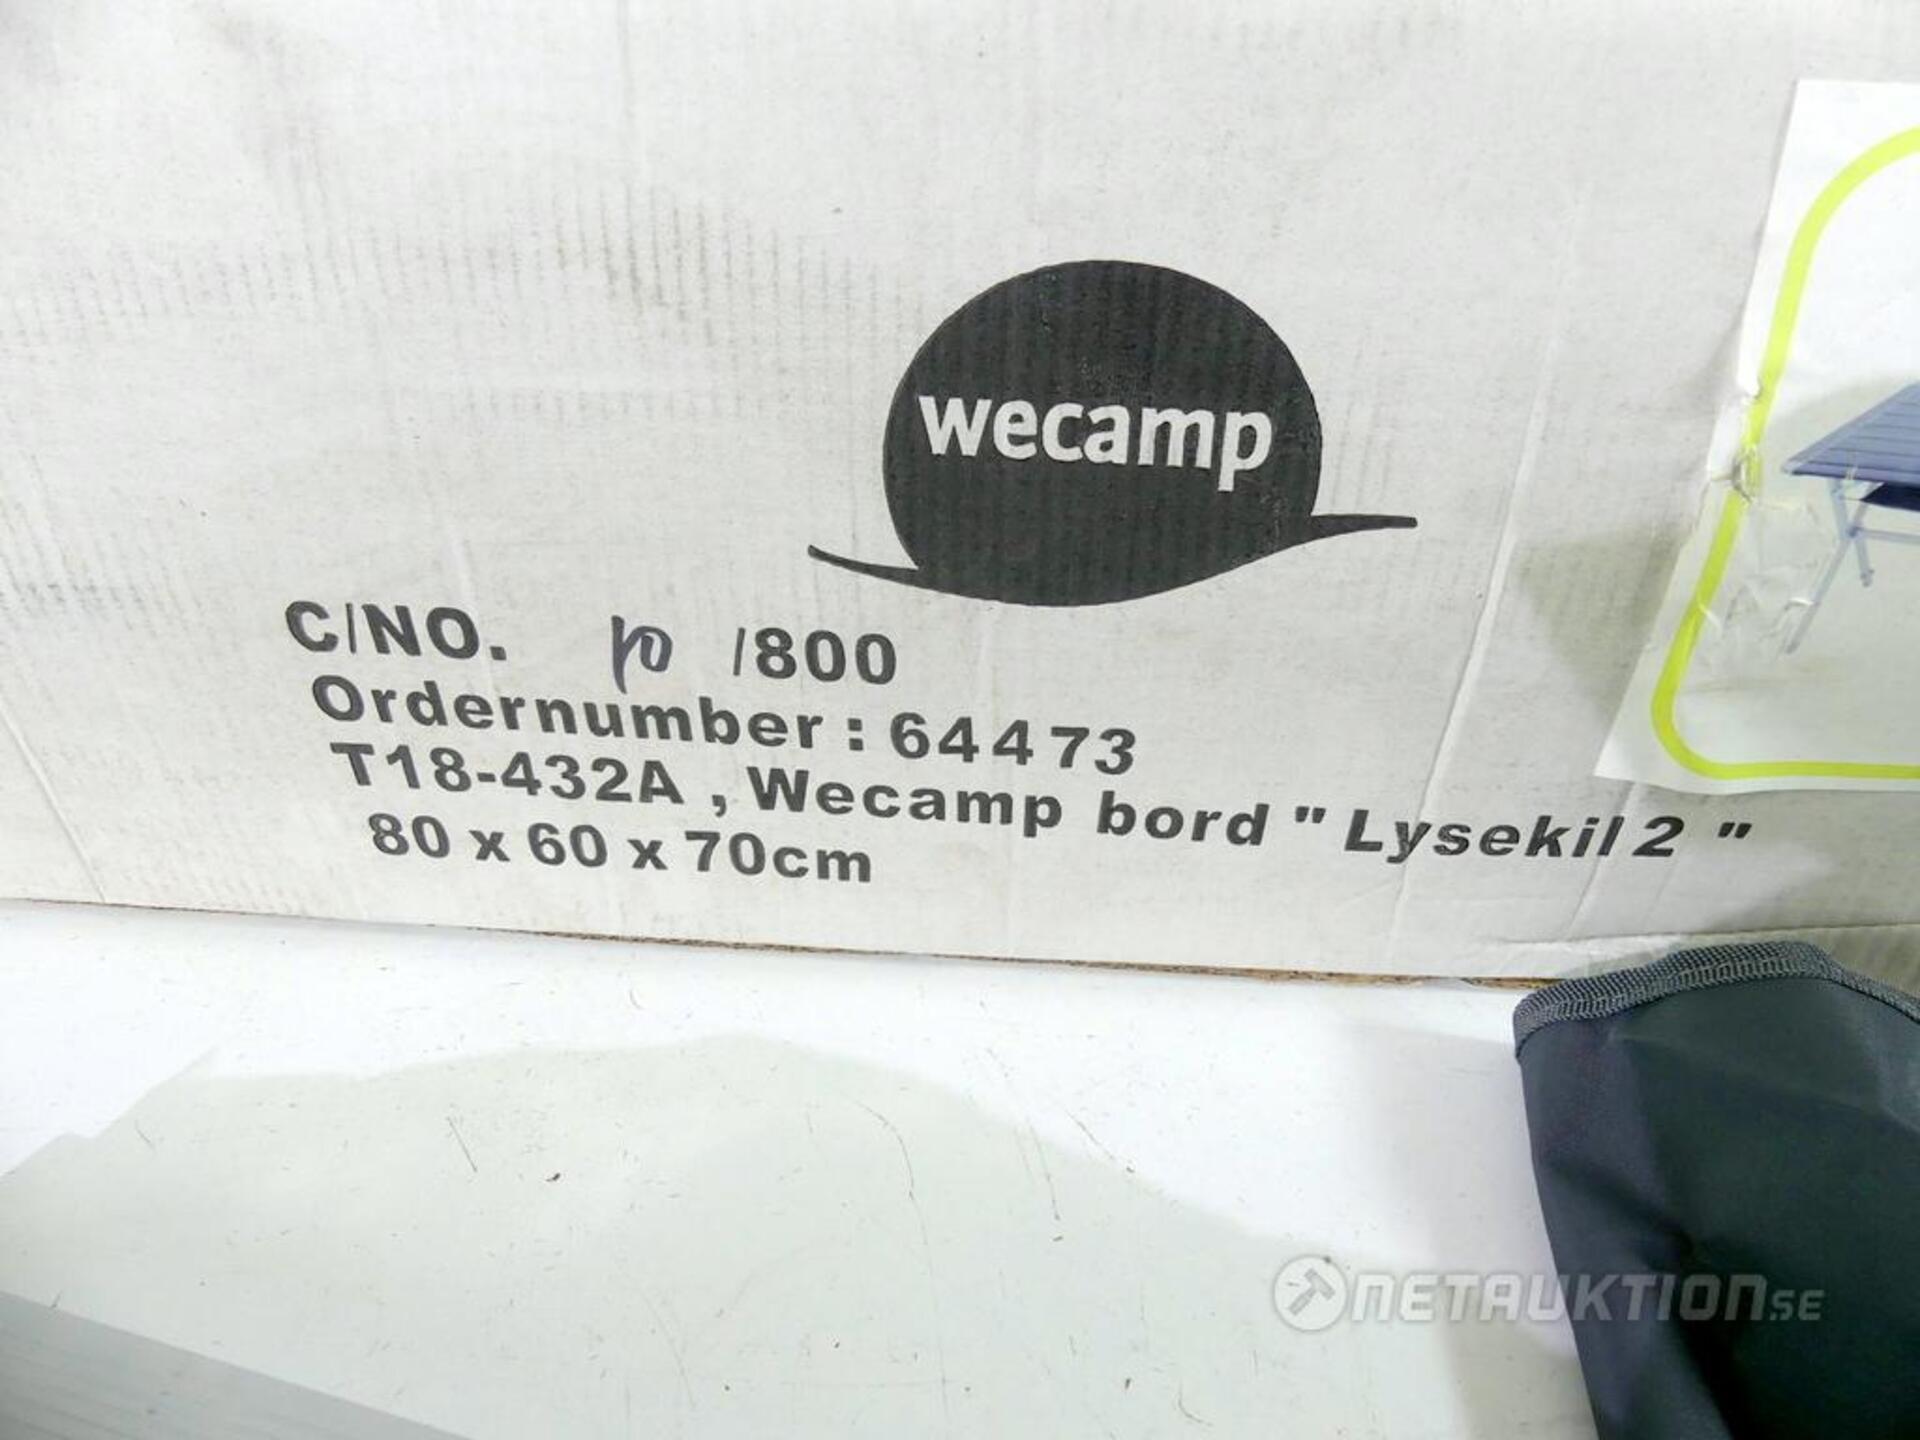 wecamp
C/NO. 10 /800
Ordernumber : 64473
T18-432A , Wecamp bord " Lysekil 2 "
80 x 60 x 70cm
NETAUKTION.SE